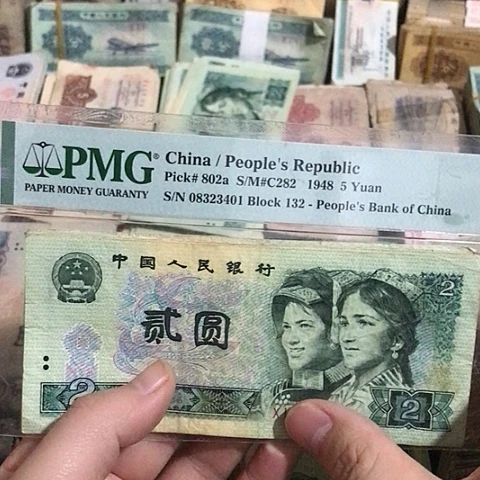 PMG
PAPER MONEY GUARANTY
China / People's Republic
Pick# 802a S/M#C282 1948 5 Yuan
S/N 08323401 Block 132 - People's Bank of China
中国人民银行
贰圆
2
2
2